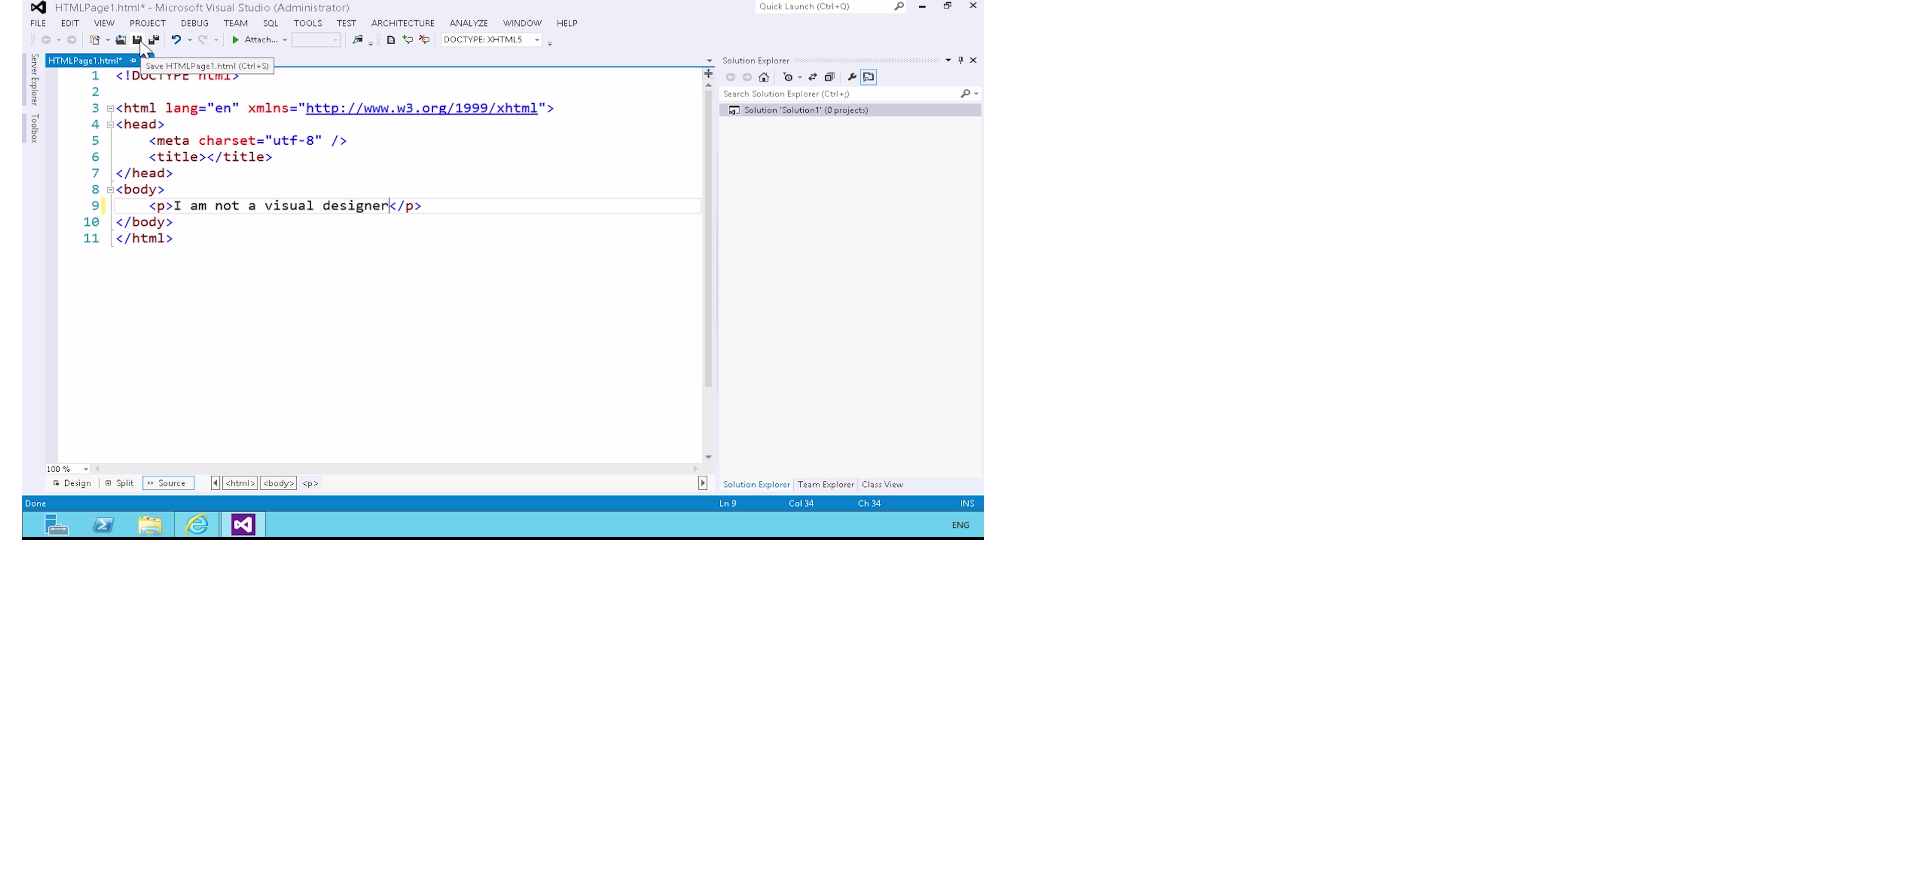 HTMLPage1.html* - Microsoft Visual Studio (Administrator)
Quick Launch (Ctrl+Q)
FILE EDIT VIEW PROJECT DEBUG TEAM SQL TOOLS TEST ARCHITECTURE ANALYZE WINDOW HELP
Attach... DOCTYPE: XHTML5
Server Explorer
Toolbox
HTMLPage1.html*
Save HTMLPage1.html (Ctrl+S)
1 <!DOCTYPE html>
2
3 <html lang="en" xmlns="http://www.w3.org/1999/xhtml">
4 <head>
5 <meta charset="utf-8" />
6 <title></title>
7 </head>
8 <body>
9 <p>I am not a visual designer</p>
10 </body>
11 </html>
100 %
Design Split Source <html> <body> <p>
Solution Explorer
Search Solution Explorer (Ctrl+;)
Solution 'Solution1' (0 projects)
Solution Explorer Team Explorer Class View
Done Ln 9 Col 34 Ch 34 INS
ENG